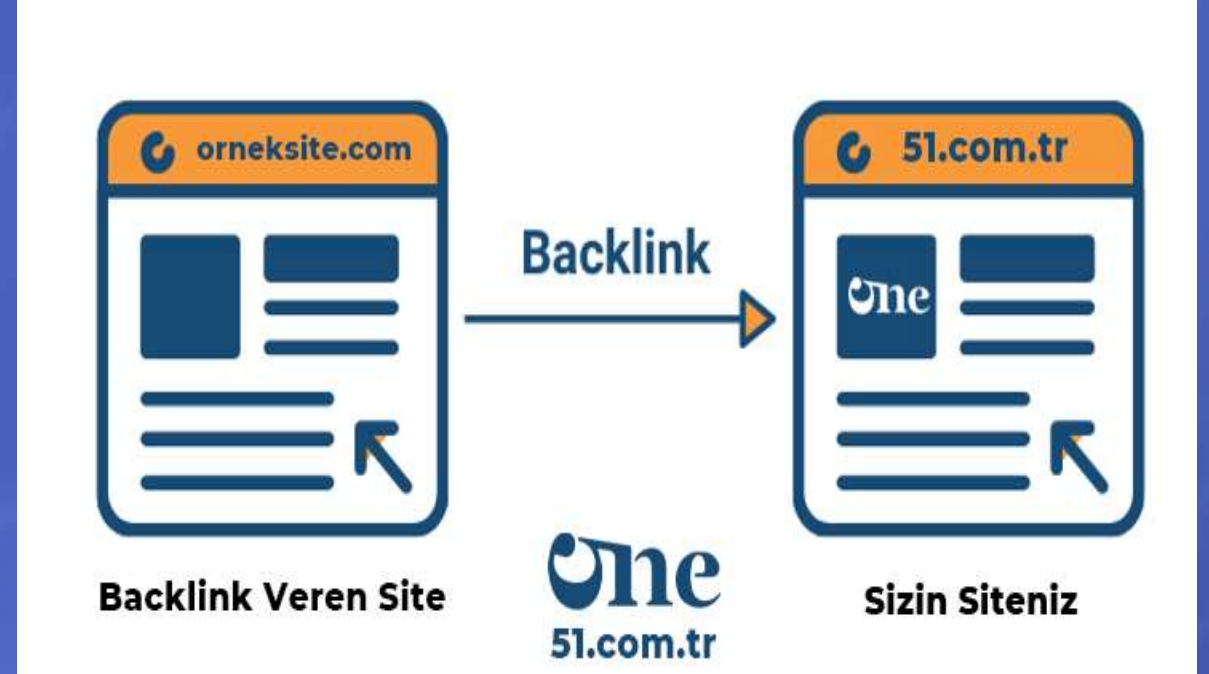 orneksite.com
51.com.tr
Backlink
one
Backlink Veren Site
one
51.com.tr
Sizin Siteniz